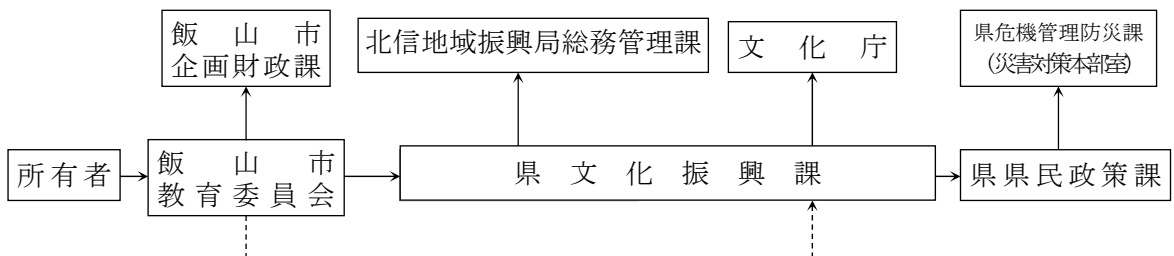 飯山市
企画財政課
北信地域振興局総務管理課
文化庁
県危機管理防災課
（災害対策本部室）
所有者
飯山市
教育委員会
県文化振興課
県県民政策課